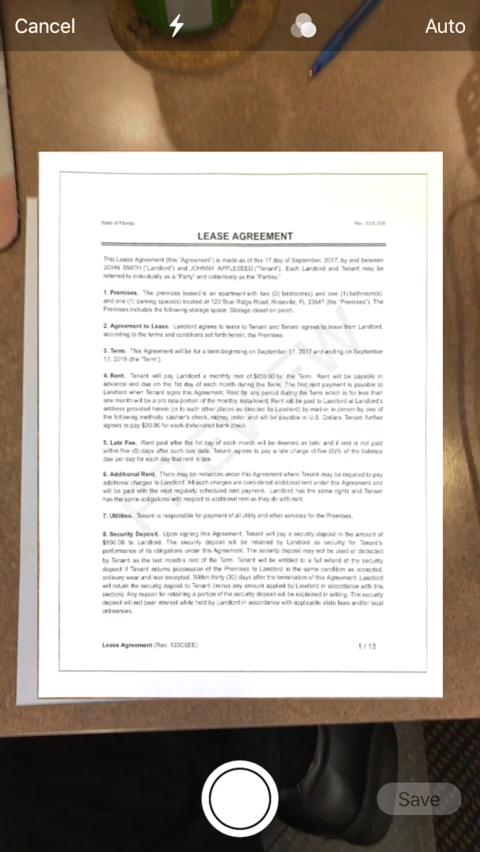 Cancel
Auto
State of Florida
Rev. 133C5EE
LEASE AGREEMENT
This Lease Agreement (this "Agreement") is made as of this 17 day of September, 2017, by and between
JOHN SMITH ("Landlord") and JOHNNY APPLESEED ("Tenant"). Each Landlord and Tenant may be
referred to individually as a "Party" and collectively as the "Parties."
1. Premises. The premises leased is an apartment with two (2) bedroom(s) and one (1) bathroom(s)
and one (1) parking space(s) located at 123 Blue Ridge Road, Roseville, FL 33547 (the "Premises"). The
Premises includes the following storage: Storage closet on porch.
2. Agreement to Lease. Landlord agrees to lease to Tenant and Tenant agrees to lease from Landlord,
according to the terms and conditions set forth herein, the Premises.
3. Term. This Agreement will be for a term beginning on September 17, 2017 and ending on September
17, 2018 (the "Term").
4. Rent. Tenant will pay Landlord a monthly rent of for the Term. Rent will be payable in
advance and due on the 1st day of each month during the Term. The first rent payment is payable to
Landlord when Tenant signs this Agreement. Rent for any period during the Term which is for less than
one month will be a pro rata portion of the monthly installment. Rent will be paid to Landlord at Landlord's
address provided herein (or to such other places as directed by Landlord) by mail or in person by one of
the following methods: cashier's check, money order, and will be payable in U.S. Dollars. Tenant further
agrees to pay $30.00 for each dishonored bank check.
5. Late Fee. Rent paid after the 1st day of each month will be deemed as late; and if rent is not paid
within five (5) days after such due date, Tenant agrees to pay a late charge of five (5)% of the balance
due per day for each day that rent is late.
6. Additional Rent. There may be instances under this Agreement where Tenant may be required to pay
additional charges to Landlord. All such charges are considered additional rent under this Agreement and
will be paid with the next regularly scheduled rent payment. Landlord has the same rights and Tenant
has the same obligations with respect to additional rent as they do with rent.
7. Utilities. Tenant is responsible for payment of all utility and other services for the Premises.
8. Security Deposit. Upon signing this Agreement, Tenant will pay a security deposit in the amount of
to Landlord. The security deposit will be retained by Landlord as security for Tenant's
performance of its obligations under this Agreement. The security deposit may not be used or deducted
by Tenant as the last month's rent of the Term. Tenant will be entitled to a full refund of the security
deposit if Tenant returns possession of the Premises to Landlord in the same condition as accepted,
ordinary wear and tear excepted. Within thirty (30) days after the termination of this Agreement, Landlord
will return the security deposit to Tenant (minus any amount applied by Landlord in accordance with this
section). Any reason for retaining a portion of the security deposit will be explained in writing. The security
deposit will not bear interest while held by Landlord in accordance with applicable state laws and/or local
ordinances.
Lease Agreement (Rev. 133C5EE)
1 / 13
Save